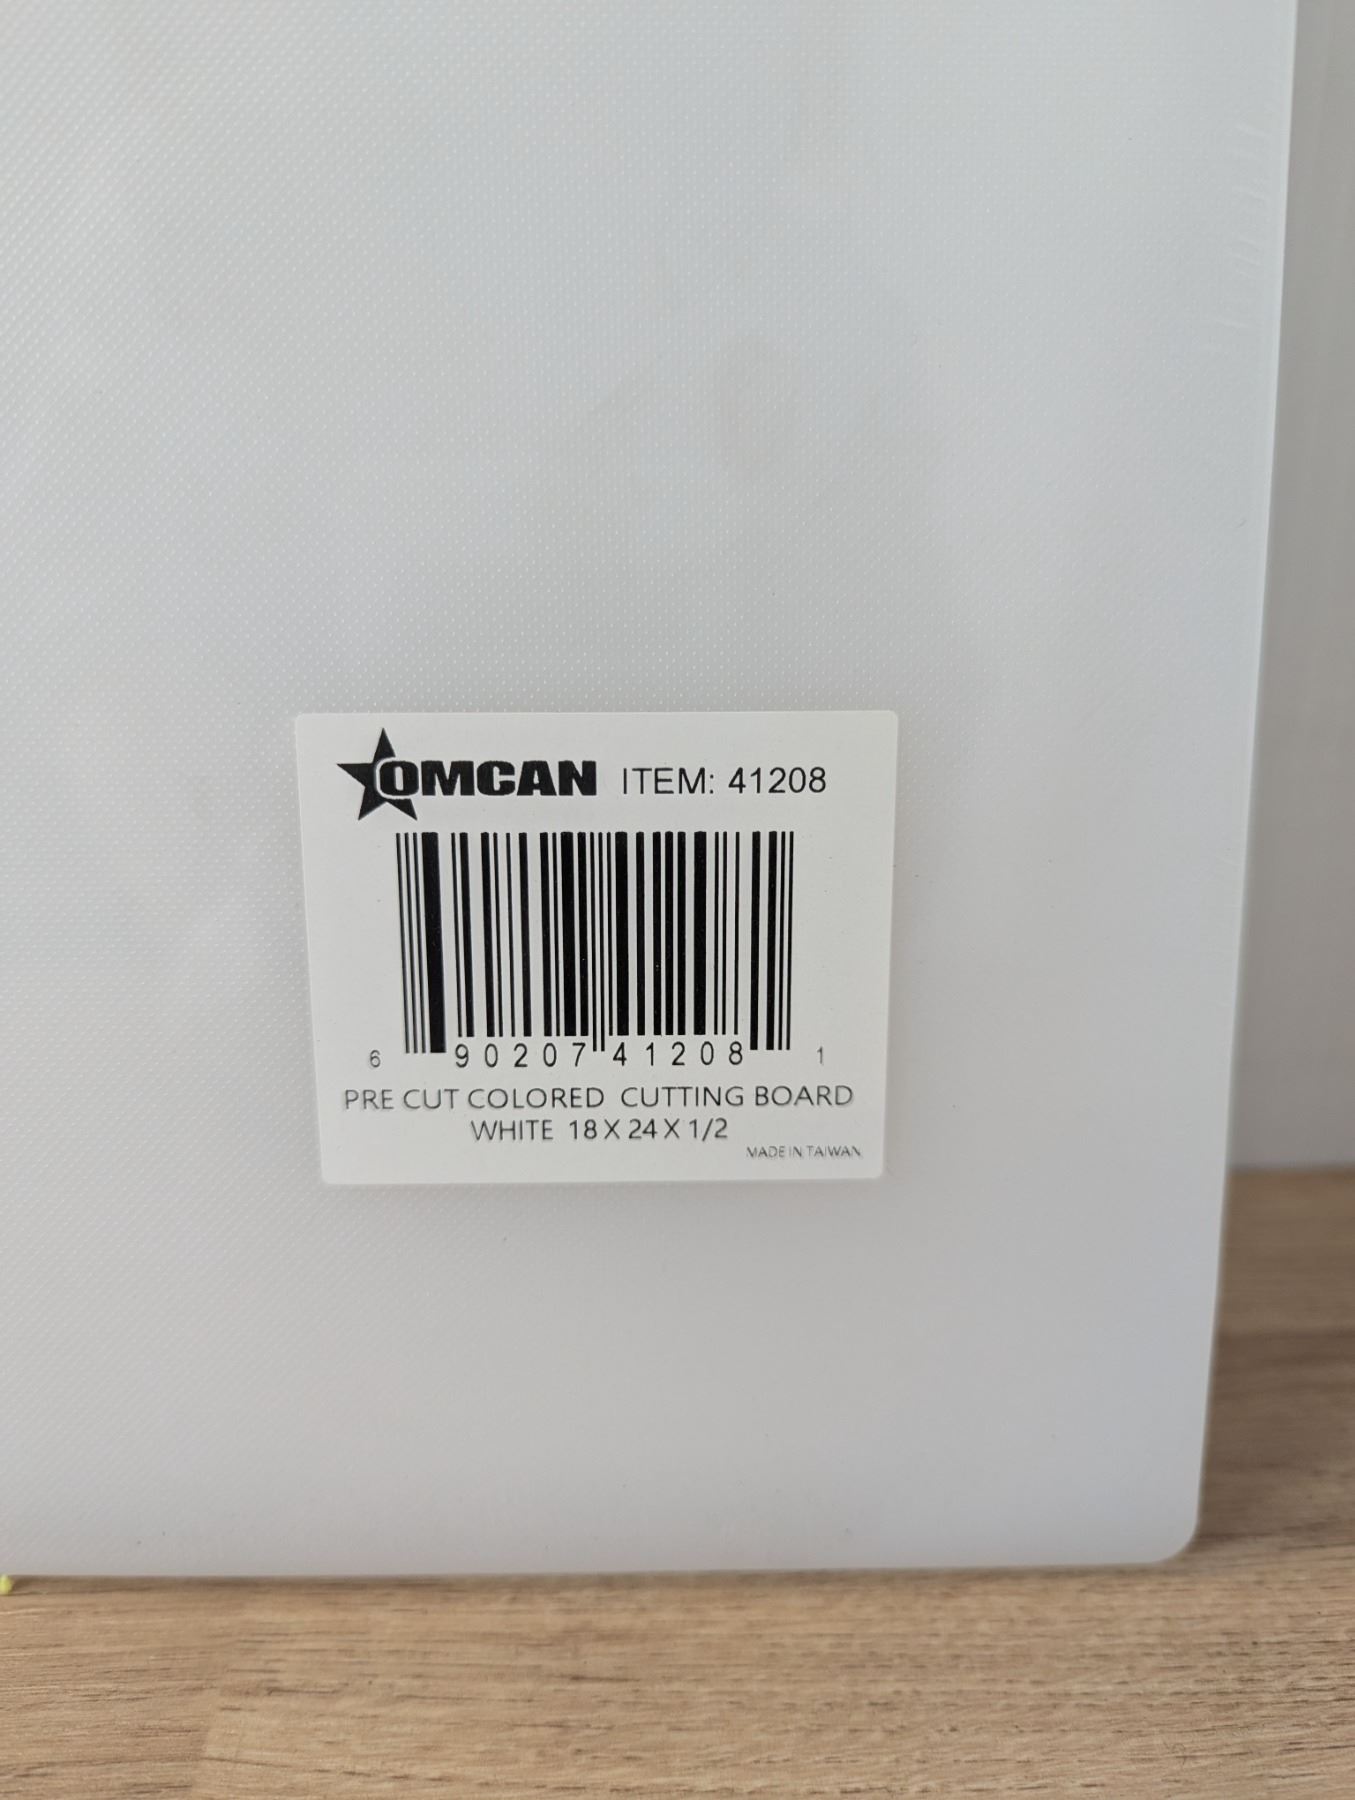 OMCAN ITEM: 41208
6 90207 41208 1
PRE CUT COLORED CUTTING BOARD
WHITE 18 X 24 X 1/2
MADE IN TAIWAN